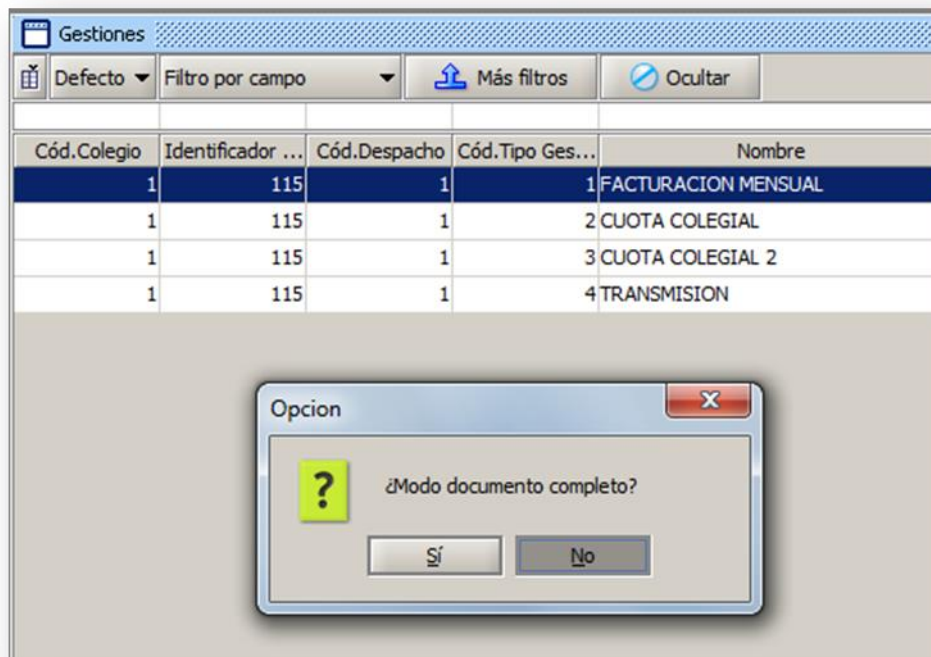 Gestiones
Defecto Filtro por campo Más filtros Ocultar
Cód.Colegio Identificador ... Cód.Despacho Cód.Tipo Ges... Nombre
1 115 1 1 FACTURACION MENSUAL
1 115 1 2 CUOTA COLEGIAL
1 115 1 3 CUOTA COLEGIAL 2
1 115 1 4 TRANSMISION
Opcion
¿Modo documento completo?
Sí No